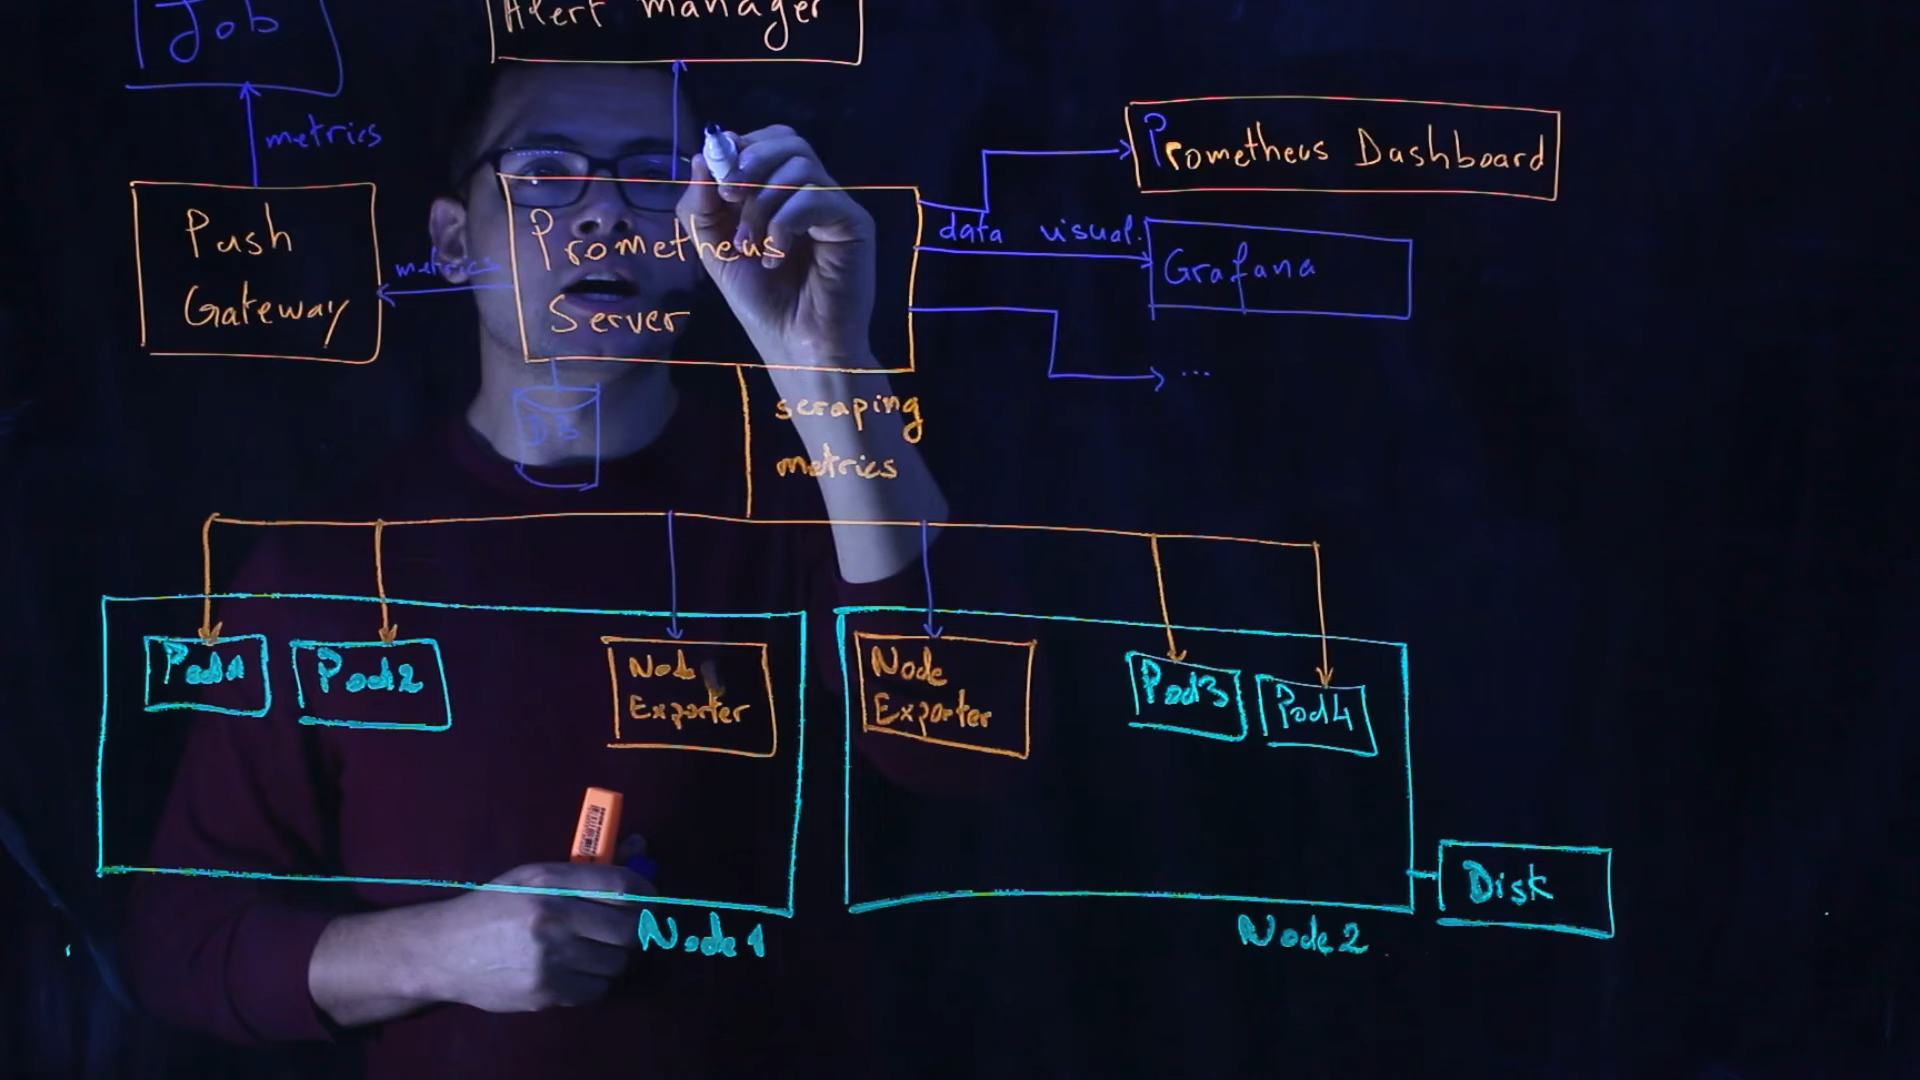 Job
Alert manager
metrics
Prometheus Dashboard
Push
Gateway
metrics
Prometheus
Server
data visual.
Grafana
...
DB
scraping
metrics
Pod1
Pod2
Node
Exporter
Node
Exporter
Pod3
Pod4
Disk
Node1
Node2